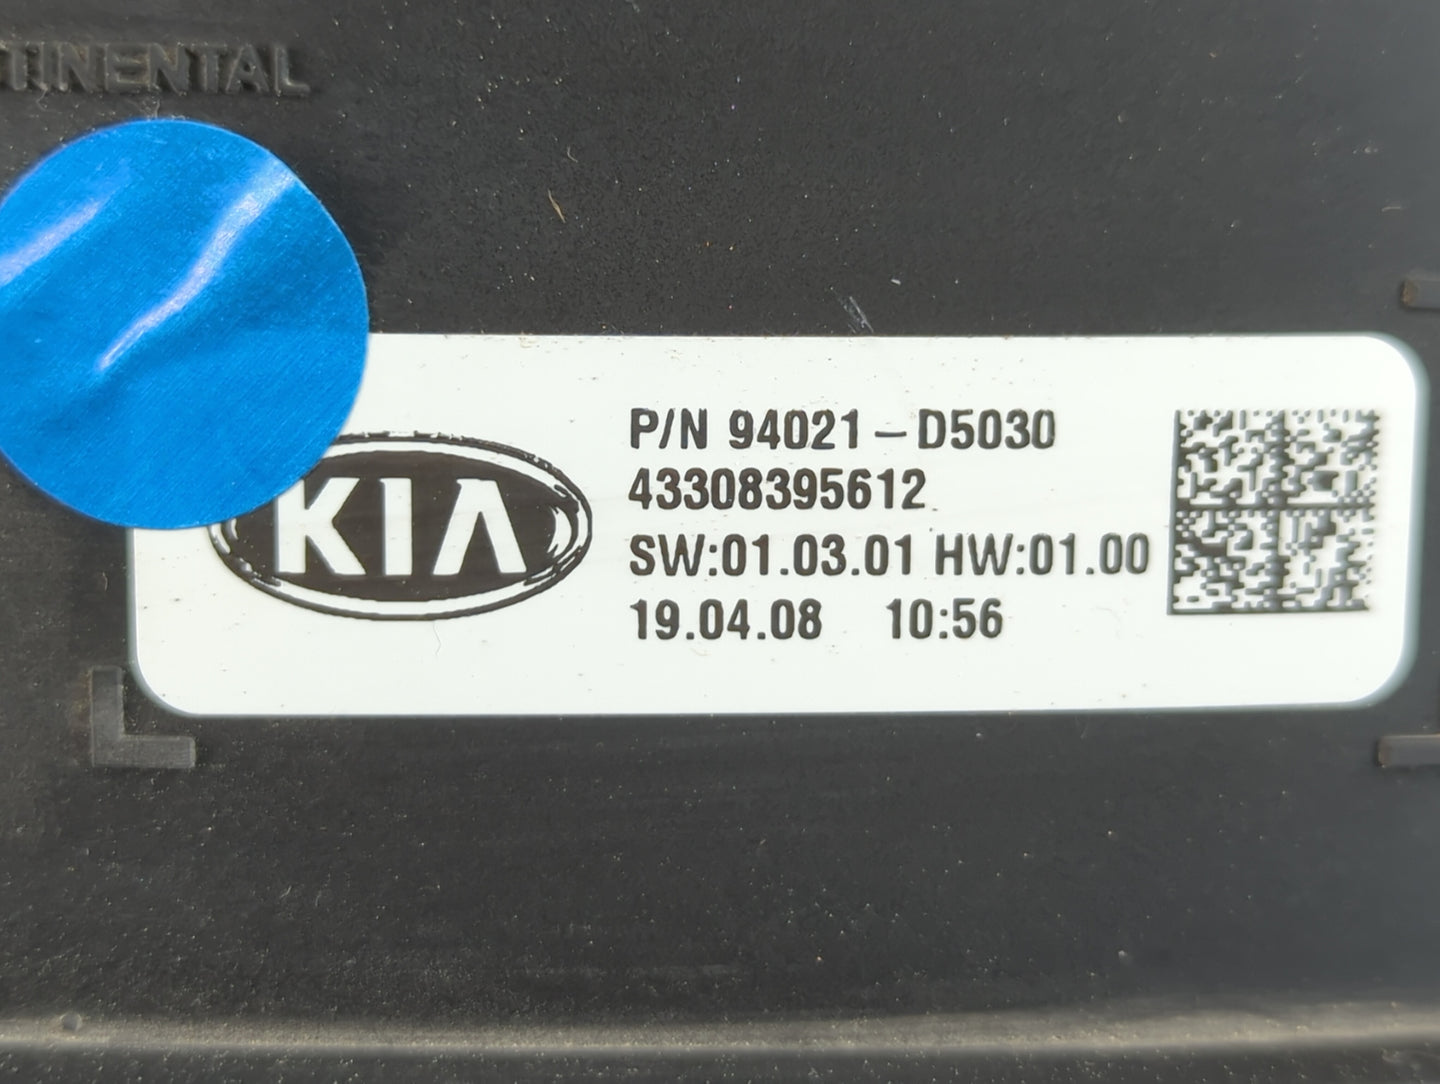 TINENTAL
KIA
P/N 94021-D5030
43308395612
SW:01.03.01 HW:01.00
19.04.08 10:56